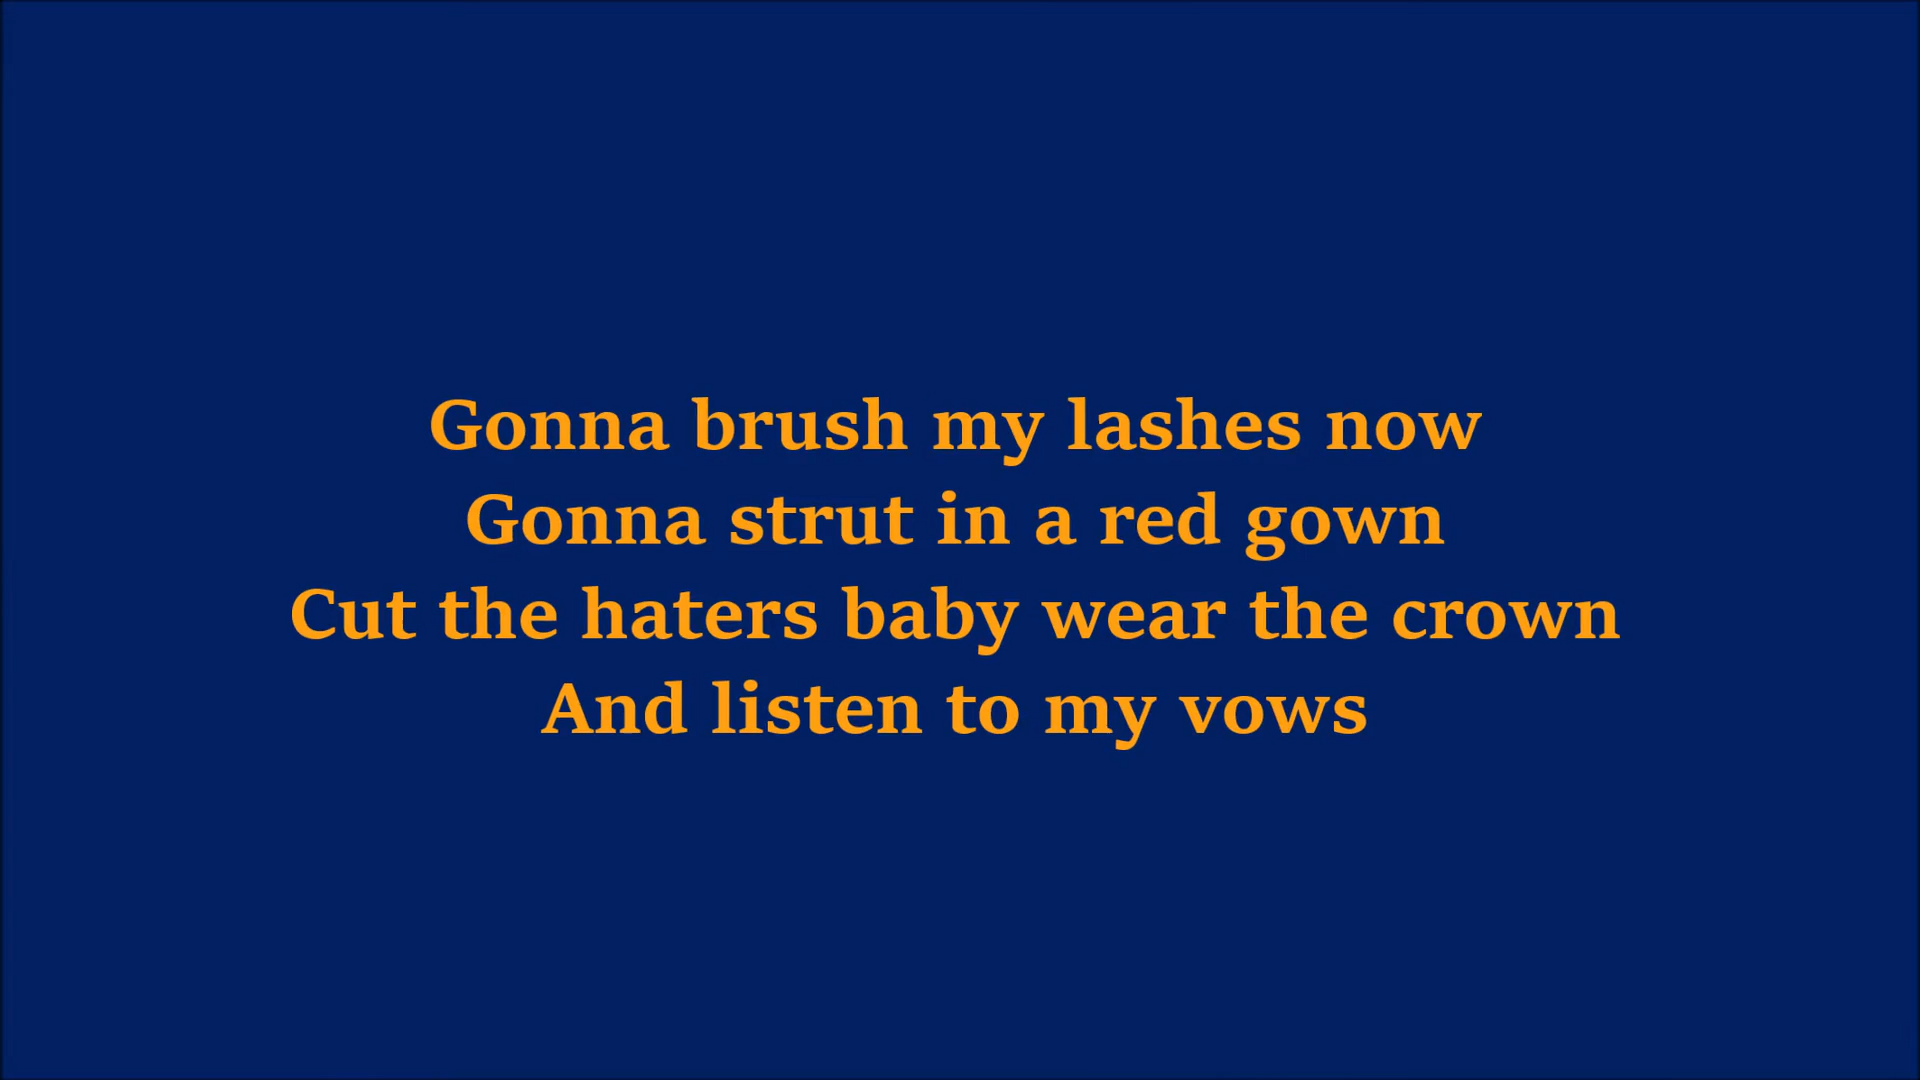 Gonna brush my lashes now
Gonna strut in a red gown
Cut the haters baby wear the crown
And listen to my vows